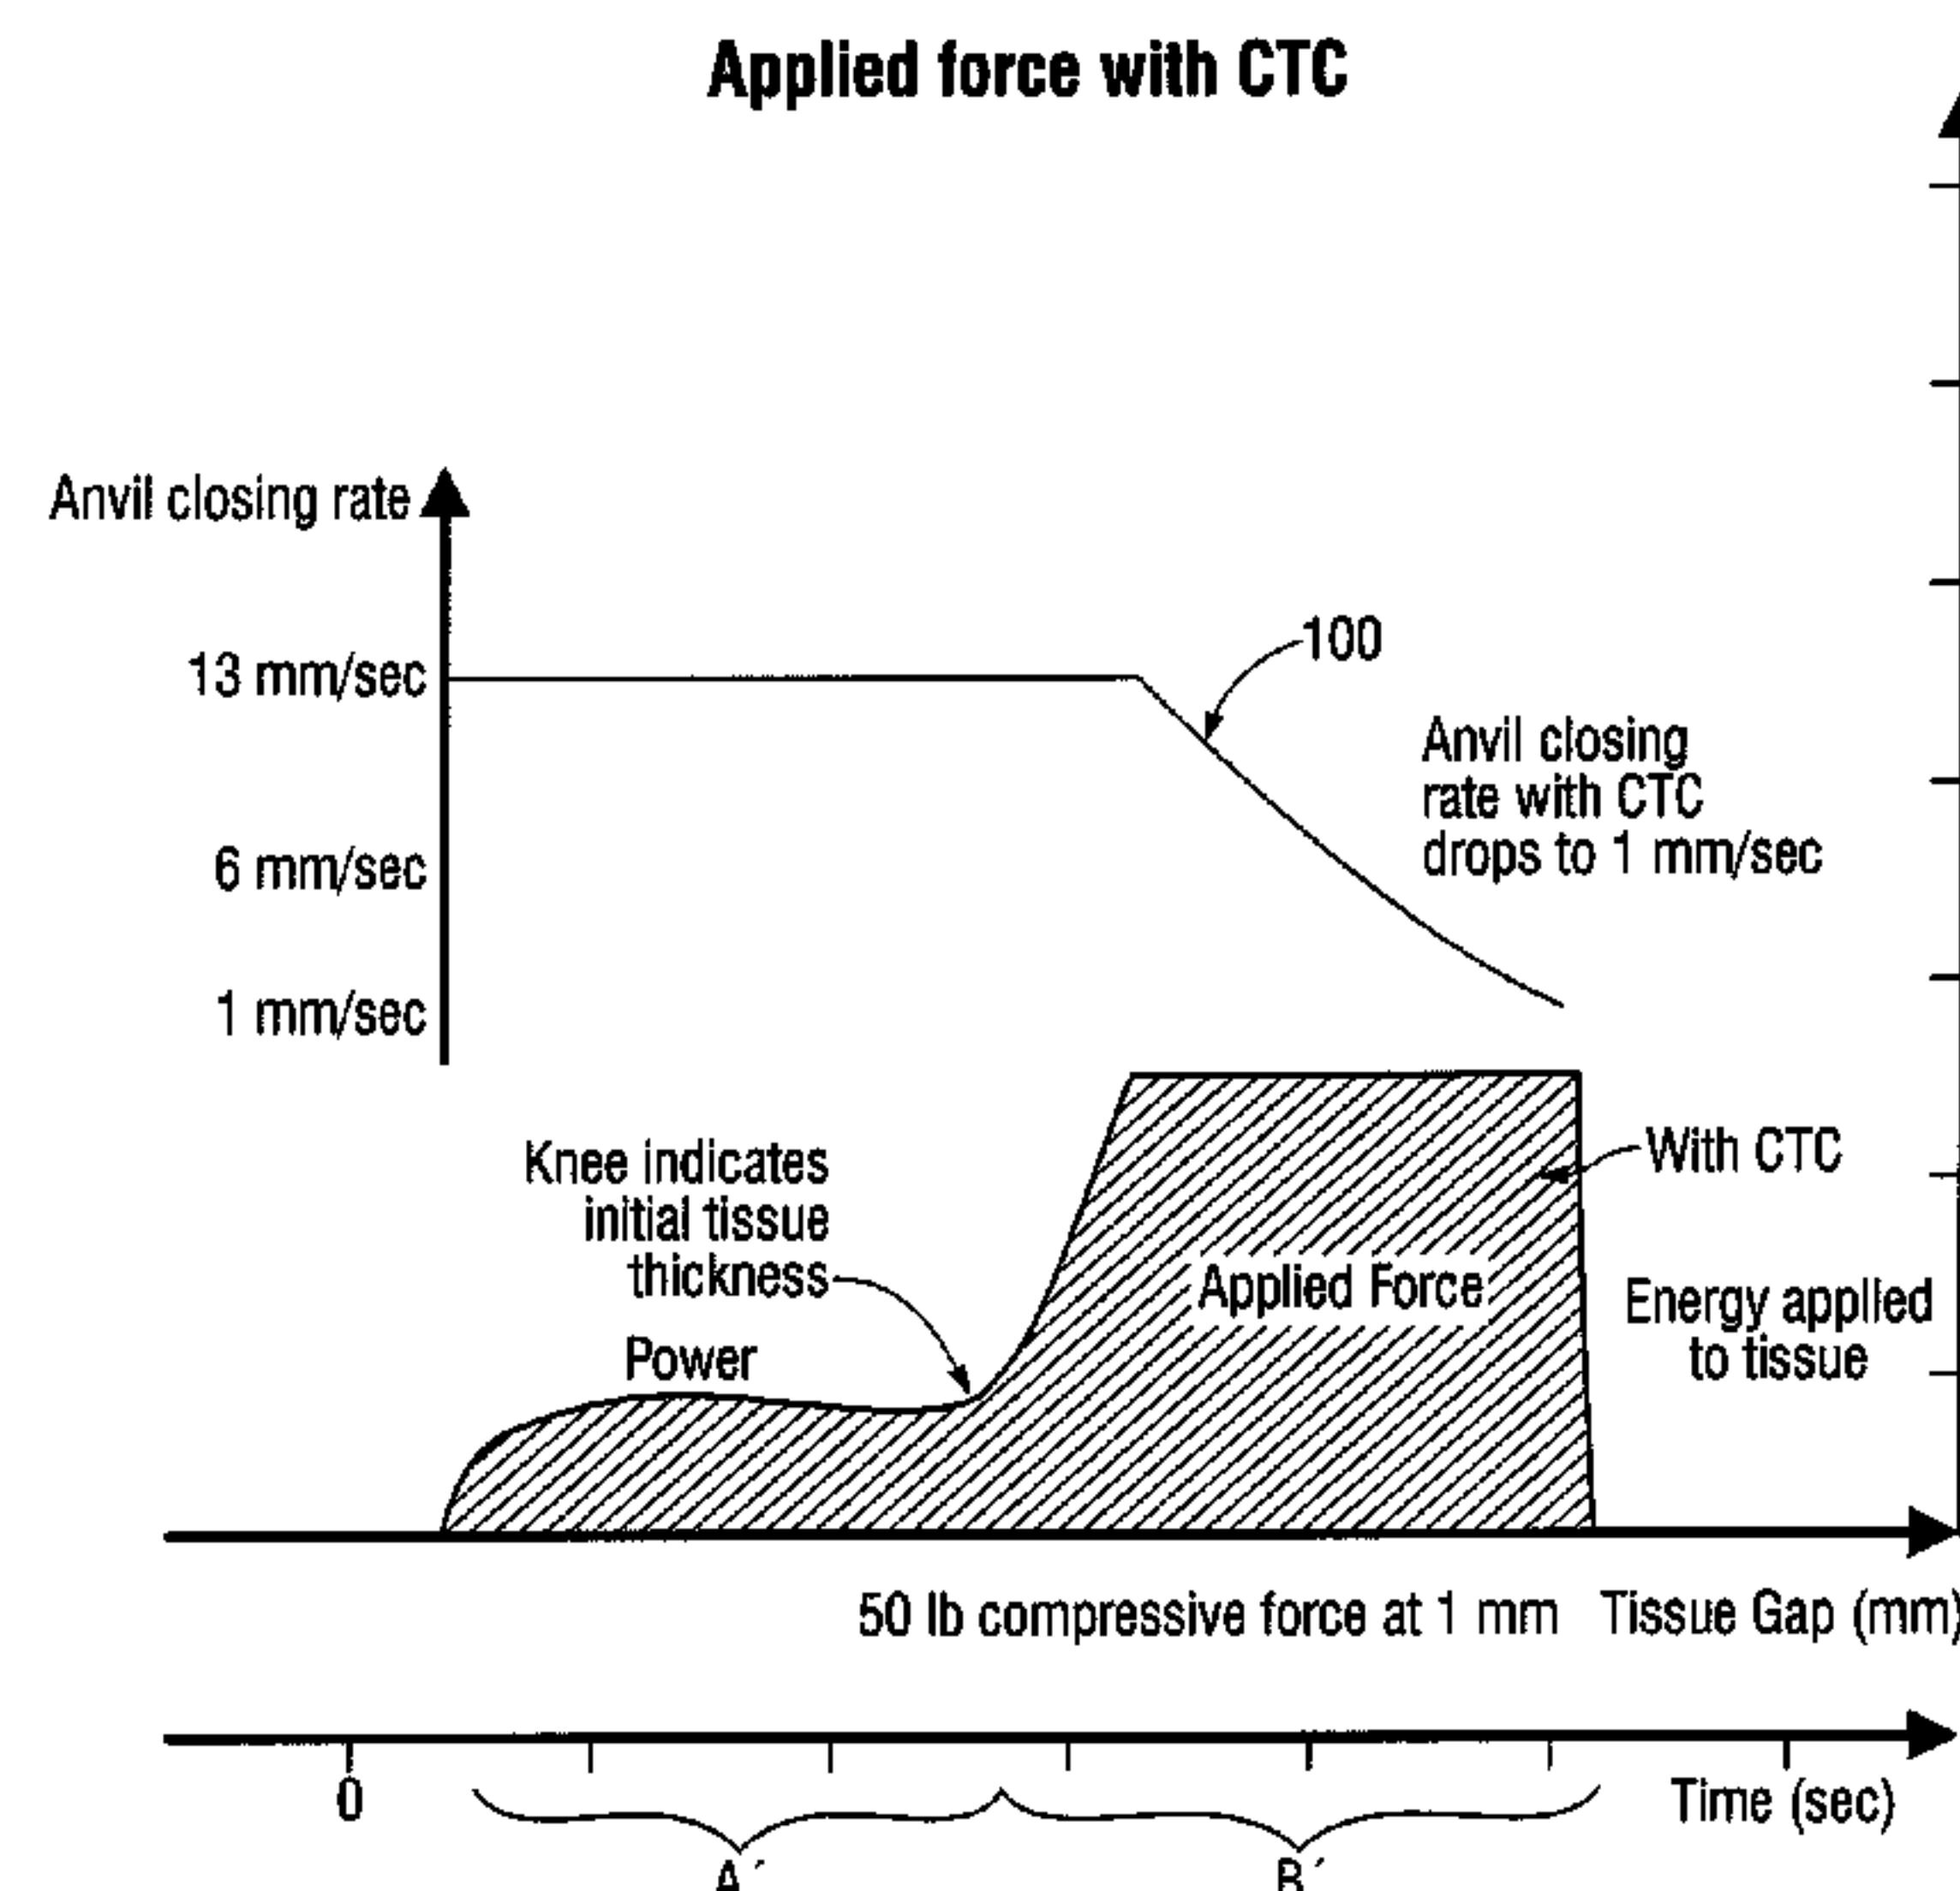 Applied force with CTC
Anvil closing rate
13 mm/sec
6 mm/sec
1 mm/sec
100
Anvil closing
rate with CTC
drops to 1 mm/sec
Knee indicates
initial tissue
thickness
Power
With CTC
Applied Force
Energy applied
to tissue
50 lb compressive force at 1 mm
Tissue Gap (mm)
0
Time (sec)
A´
B´